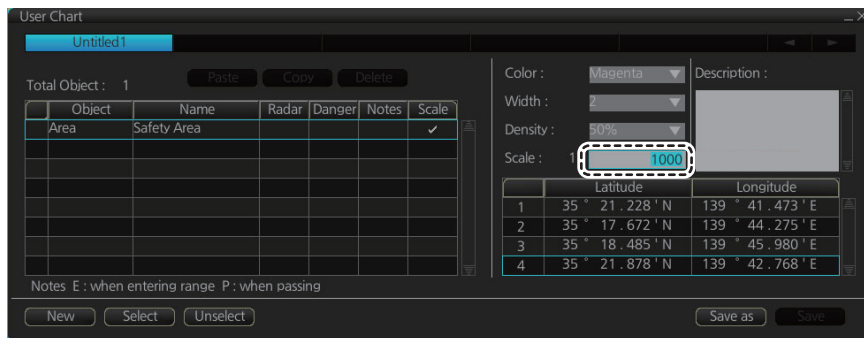 User Chart
Untitled1
Total Object : 1 Paste Copy Delete
Object Name Radar Danger Notes Scale
Area Safety Area ✓
Notes E : when entering range P : when passing
Color : Magenta
Width : 2
Density : 50%
Scale : 1 1000
Description :
Latitude Longitude
1 35 ° 21 . 228 ' N 139 ° 41 . 473 ' E
2 35 ° 17 . 672 ' N 139 ° 44 . 275 ' E
3 35 ° 18 . 485 ' N 139 ° 45 . 980 ' E
4 35 ° 21 . 878 ' N 139 ° 42 . 768 ' E
New Select Unselect Save as Save